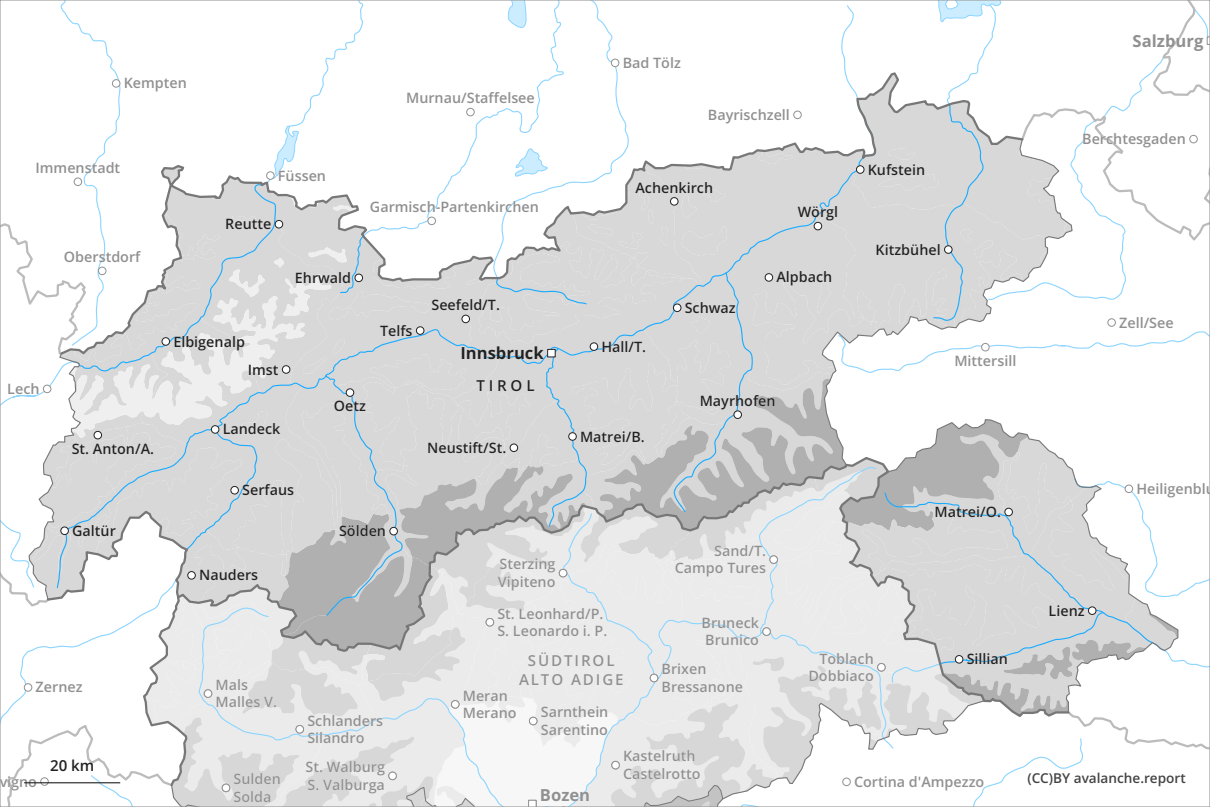 Salzburg
Bad Tölz
Kempten
Murnau/Staffelsee
Bayrischzell
Berchtesgaden
Immenstadt
Füssen
Kufstein
Achenkirch
Garmisch-Partenkirchen
Wörgl
Reutte
Kitzbühel
Oberstdorf
Ehrwald
Alpbach
Seefeld/T.
Schwaz
Zell/See
Telfs
Elbigenalp
Innsbruck
Hall/T.
Mittersill
Imst
TIROL
Lech
Oetz
Mayrhofen
Landeck
Matrei/B.
St. Anton/A.
Neustift/St.
Serfaus
Heiligenblu
Matrei/O.
Galtür
Sölden
Sand/T.
Campo Tures
Sterzing
Vipiteno
Nauders
St. Leonhard/P.
S. Leonardo i. P.
Lienz
Bruneck
Brunico
SÜDTIROL
ALTO ADIGE
Sillian
Toblach
Dobbiaco
Brixen
Bressanone
Zernez
Mals
Malles V.
Meran
Merano
Sarnthein
Sarentino
Schlanders
Silandro
Kastelruth
Castelrotto
20 km
St. Walburg
S. Valburga
vigno
Sulden
Solda
Cortina d'Ampezzo
(CC)BY avalanche.report
Bozen